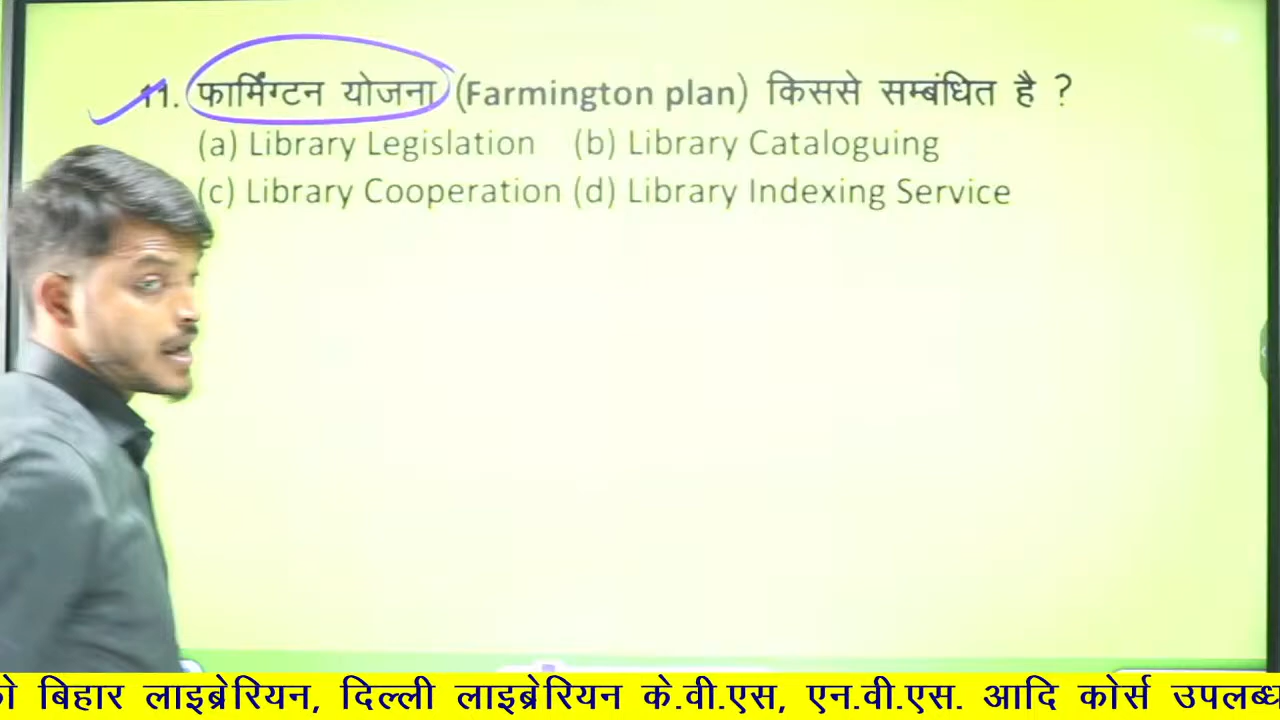 11. फार्मिंग्टन योजना (Farmington plan) किससे सम्बंधित है ?
(a) Library Legislation (b) Library Cataloguing
(c) Library Cooperation (d) Library Indexing Service
को बिहार लाइब्रेरियन, दिल्ली लाइब्रेरियन के.वी.एस, एन.वी.एस. आदि कोर्स उपलब्ध